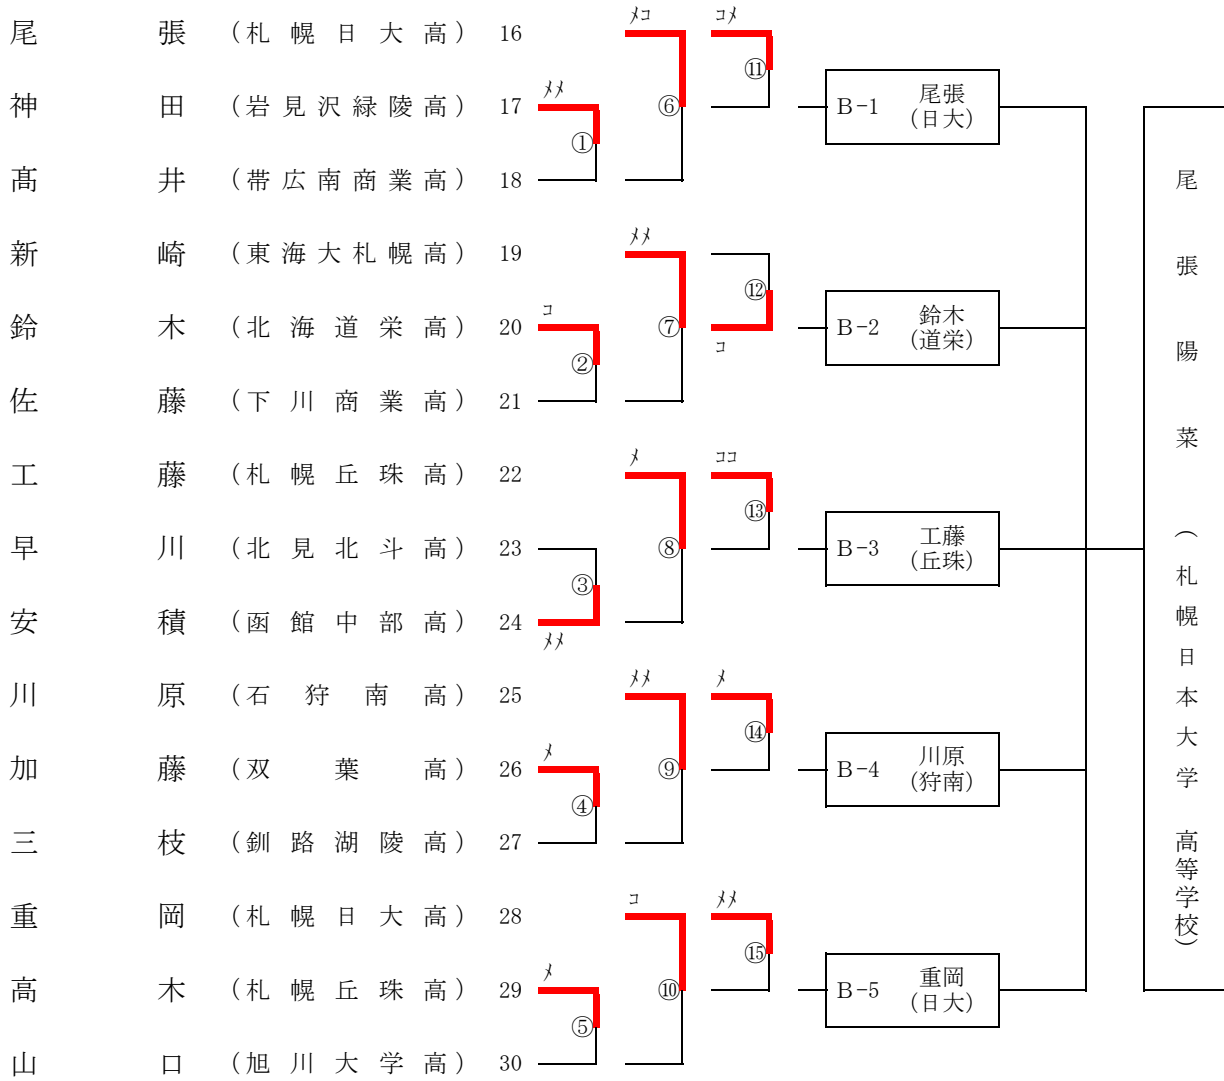 尾張 (札幌日大高) 16
神田 (岩見沢緑陵高) 17
髙井 (帯広南商業高) 18
新崎 (東海大札幌高) 19
鈴木 (北海道栄高) 20
佐藤 (下川商業高) 21
工藤 (札幌丘珠高) 22
早川 (北見北斗高) 23
安積 (函館中部高) 24
川原 (石狩南高) 25
加藤 (双葉高) 26
三枝 (釧路湖陵高) 27
重岡 (札幌日大高) 28
高木 (札幌丘珠高) 29
山口 (旭川大学高) 30
メメ
①
コ
②
③
メメ
メ
④
メ
⑤
メコ
⑥
メメ
⑦
メ
⑧
メメ
⑨
コ
⑩
コメ
⑪
⑫
コ
ココ
⑬
メ
⑭
メメ
⑮
B-1 尾張
(日大)
B-2 鈴木
(道栄)
B-3 工藤
(丘珠)
B-4 川原
(狩南)
B-5 重岡
(日大)
尾張陽菜(札幌日本大学高等学校)